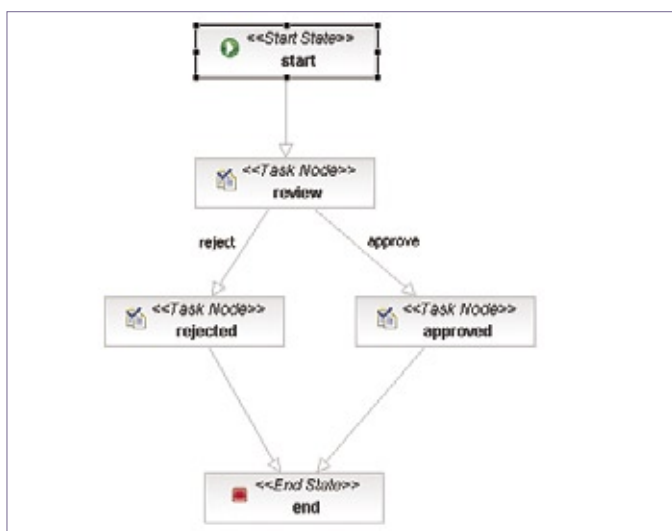 <<Start State>>
start
<<Task Node>>
review
reject
approve
<<Task Node>>
rejected
<<Task Node>>
approved
<<End State>>
end